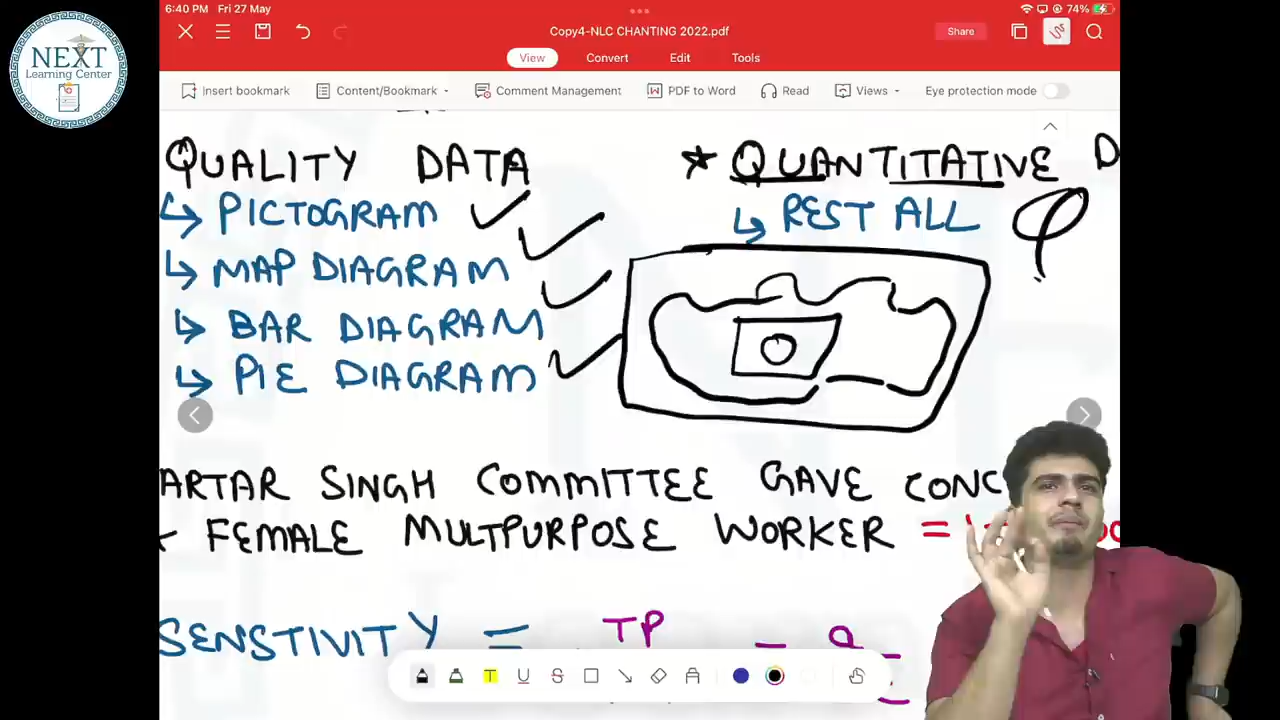 6:40 PM Fri 27 May
74%
Copy4-NLC CHANTING 2022.pdf
Share
View Convert Edit Tools
Insert bookmark Content/Bookmark Comment Management PDF to Word Read Views Eye protection mode
NEXT
Learning Center
QUALITY DATA
↳ PICTOGRAM
↳ MAP DIAGRAM
↳ BAR DIAGRAM
↳ PIE DIAGRAM
* QUANTITATIVE D
↳ REST ALL
ARTAR SINGH COMMITTEE GAVE CONC
FEMALE MULTPURPOSE WORKER =
SENSTIVITY = TP